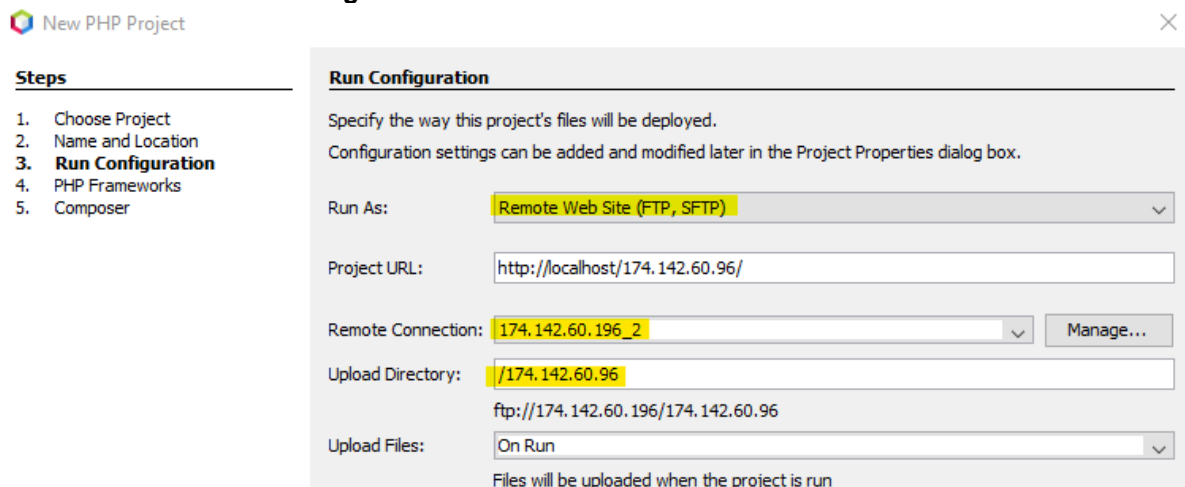 New PHP Project
Steps
1. Choose Project
2. Name and Location
3. Run Configuration
4. PHP Frameworks
5. Composer
Run Configuration
Specify the way this project's files will be deployed.
Configuration settings can be added and modified later in the Project Properties dialog box.
Run As: Remote Web Site (FTP, SFTP)
Project URL: http://localhost/174.142.60.96/
Remote Connection: 174.142.60.196_2 Manage...
Upload Directory: /174.142.60.96
ftp://174.142.60.196/174.142.60.96
Upload Files: On Run
Files will be uploaded when the project is run